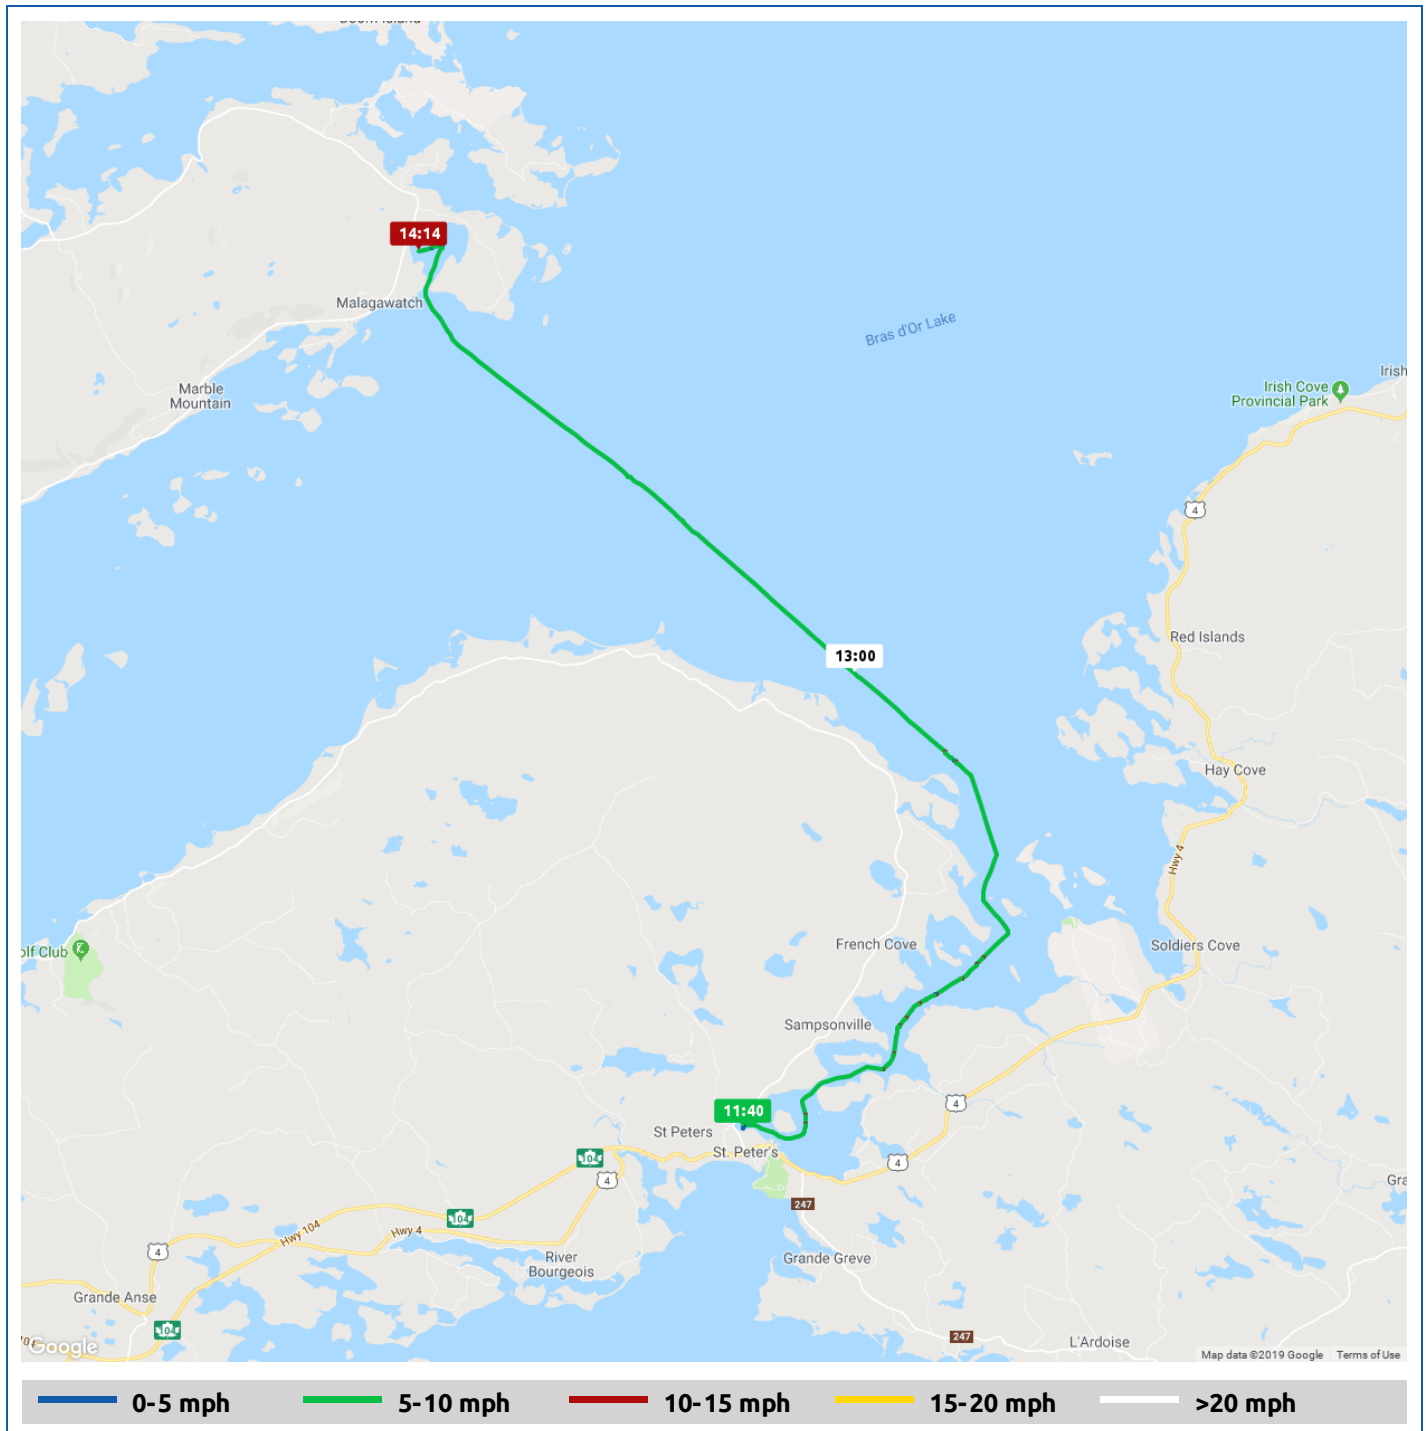 14:14
Malagawatch
Bras d'Or Lake
Irish
Irish Cove
Provincial Park
Marble
Mountain
4
Red Islands
13:00
Hay Cove
Hwy 4
French Cove
Soldiers Cove
olf Club
Sampsonville
4
11:40
St Peters
St. Peter's
104
4
4
Gra
247
104
Hwy 4
Hwy 104
4
River
Bourgeois
Grande Greve
Grande Anse
104
247
L'Ardoise
Google
Map data ©2019 Google
Terms of Use
0-5 mph
5-10 mph
10-15 mph
15-20 mph
>20 mph